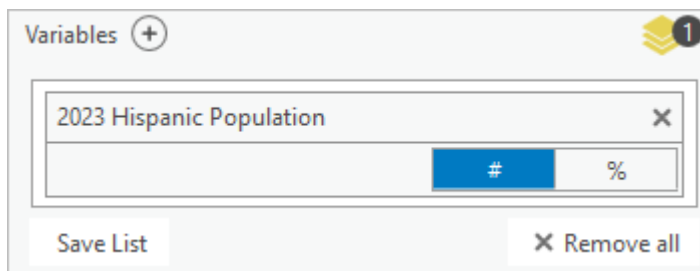 Variables
1
2023 Hispanic Population
# %
Save List
Remove all